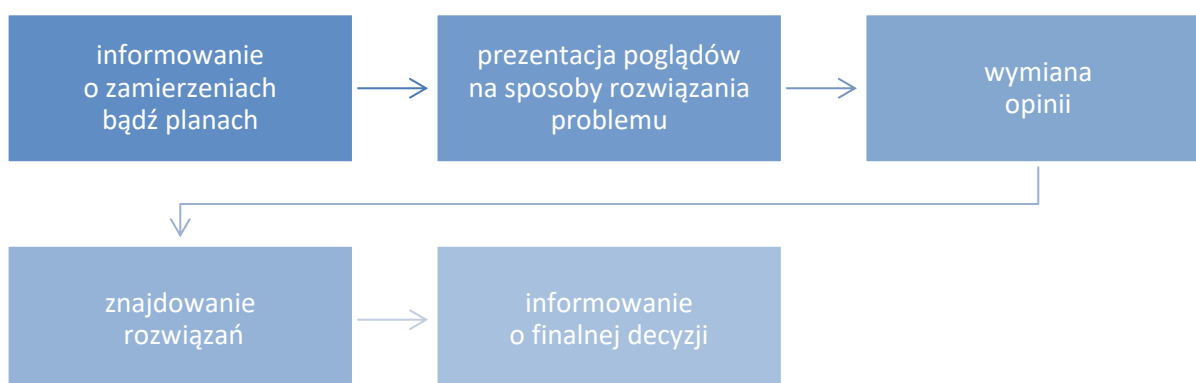 informowanie
o zamierzeniach
bądź planach
prezentacja poglądów
na sposoby rozwiązania
problemu
wymiana
opinii
znajdowanie
rozwiązań
informowanie
o finalnej decyzji